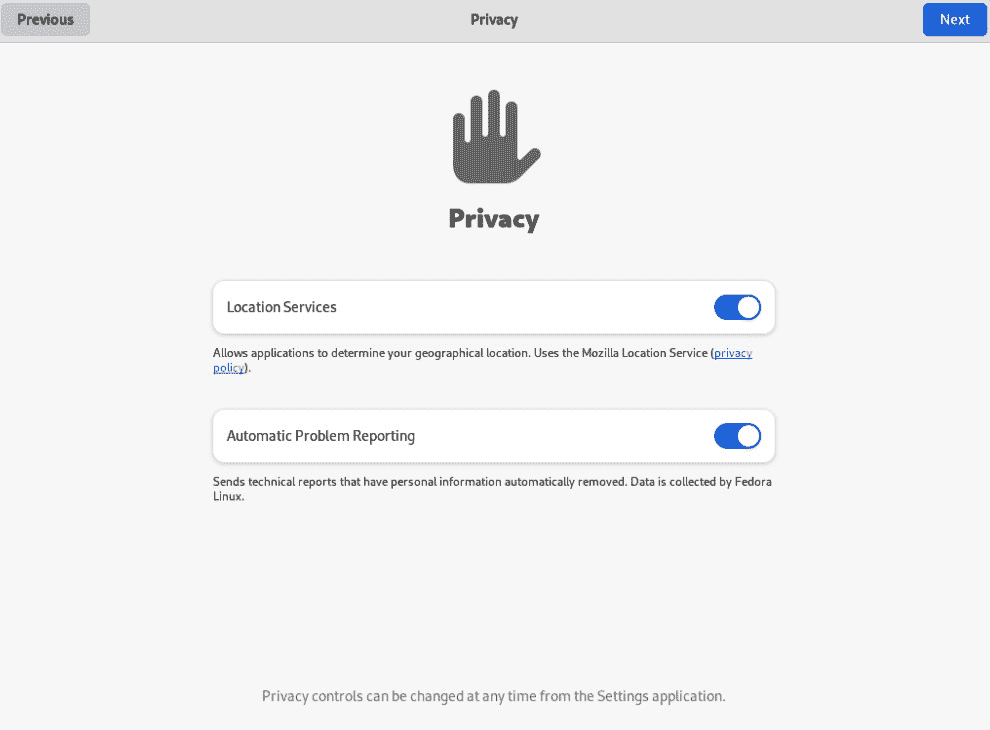 Previous
Privacy
Next
Privacy
Location Services
Allows applications to determine your geographical location. Uses the Mozilla Location Service (privacy
policy).
Automatic Problem Reporting
Sends technical reports that have personal information automatically removed. Data is collected by Fedora
Linux.
Privacy controls can be changed at any time from the Settings application.